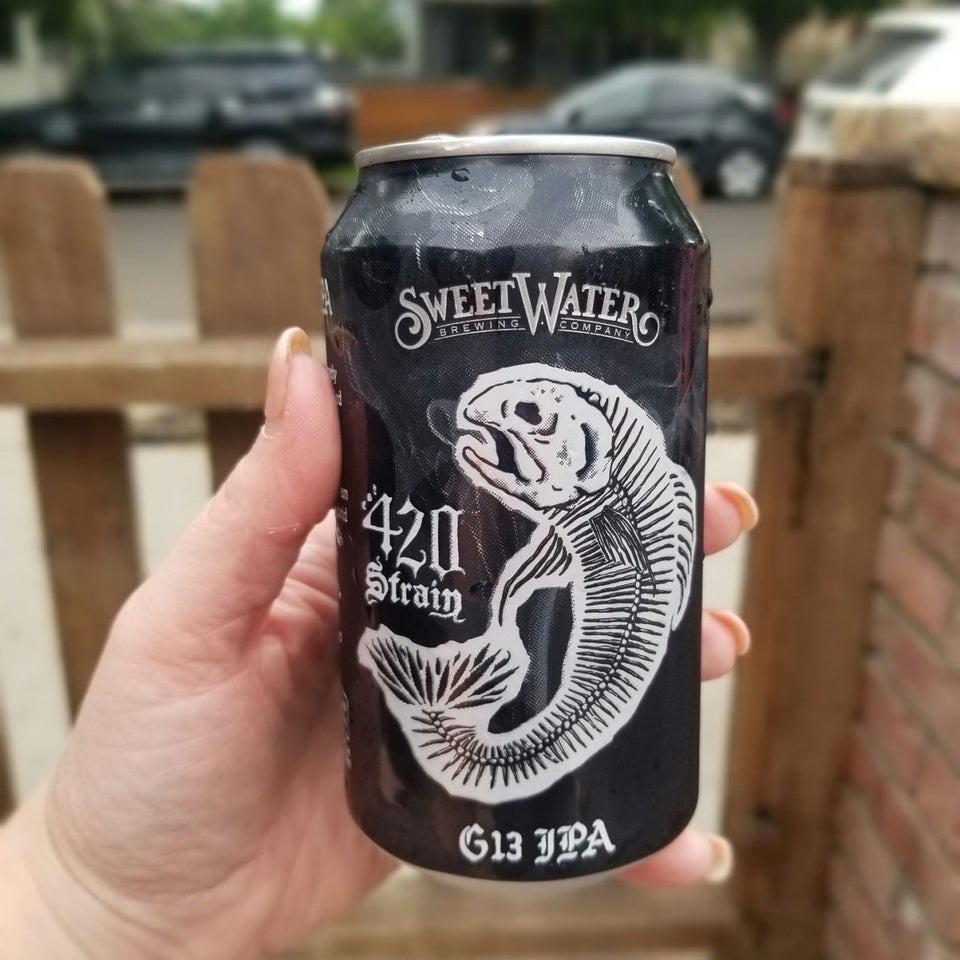 SWEETWATER
BREWING COMPANY
420
Strain
G13 IPA